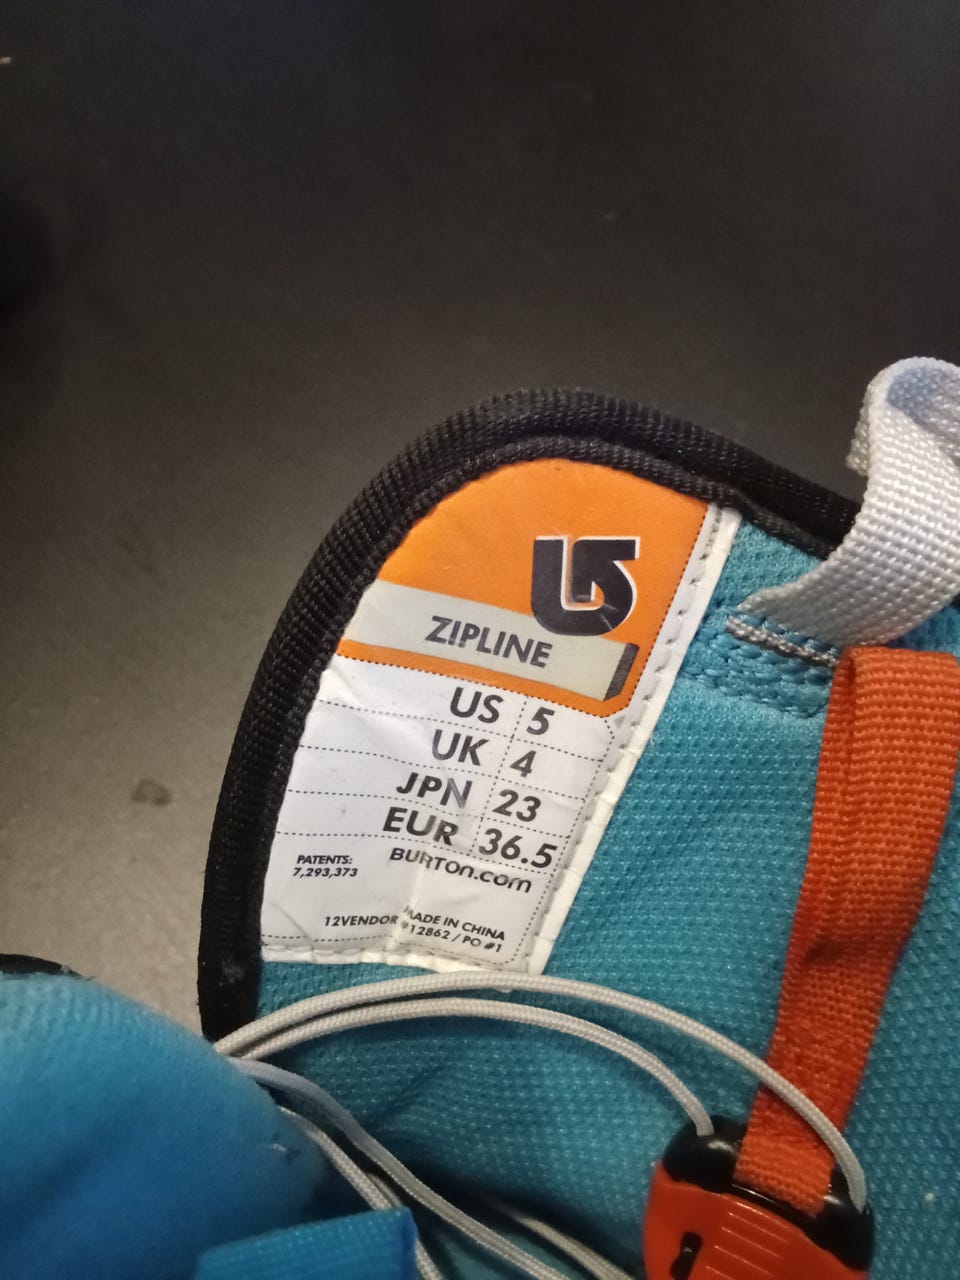 ZIPLINE
US 5
UK 4
JPN 23
EUR 36.5
BURTON.COM
PATENTS:
7,293,373
MADE IN CHINA
12VENDOR #12862 / PO #1